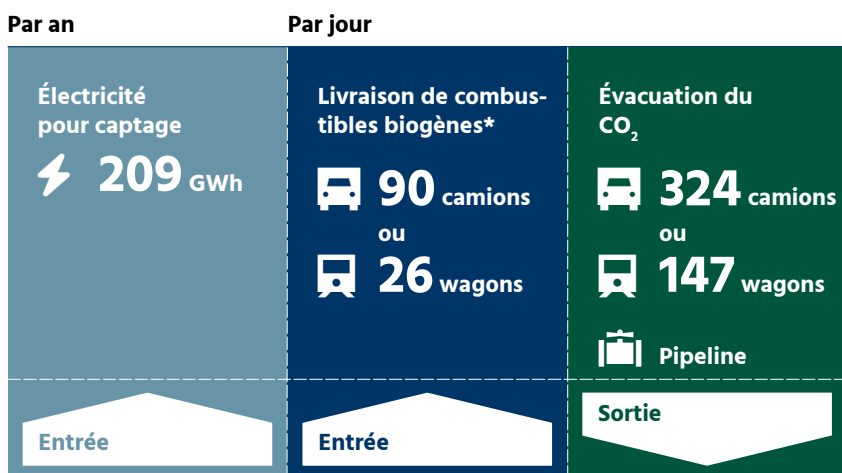 Par an
Par jour
Électricité
pour captage
209 GWh
Entrée
Livraison de combus-
tibles biogènes*
90 camions
ou
26 wagons
Entrée
Évacuation du
CO₂
324 camions
ou
147 wagons
Pipeline
Sortie